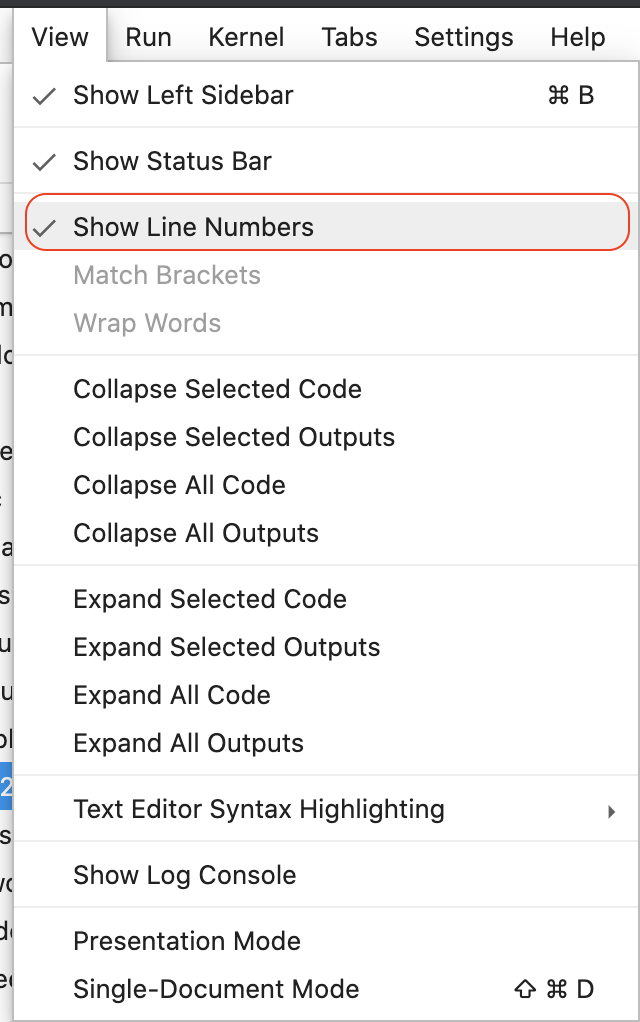 View Run Kernel Tabs Settings Help
Show Left Sidebar ⌘ B
Show Status Bar
Show Line Numbers
Match Brackets
Wrap Words
Collapse Selected Code
Collapse Selected Outputs
Collapse All Code
Collapse All Outputs
Expand Selected Code
Expand Selected Outputs
Expand All Code
Expand All Outputs
Text Editor Syntax Highlighting
Show Log Console
Presentation Mode
Single-Document Mode ⇧ ⌘ D